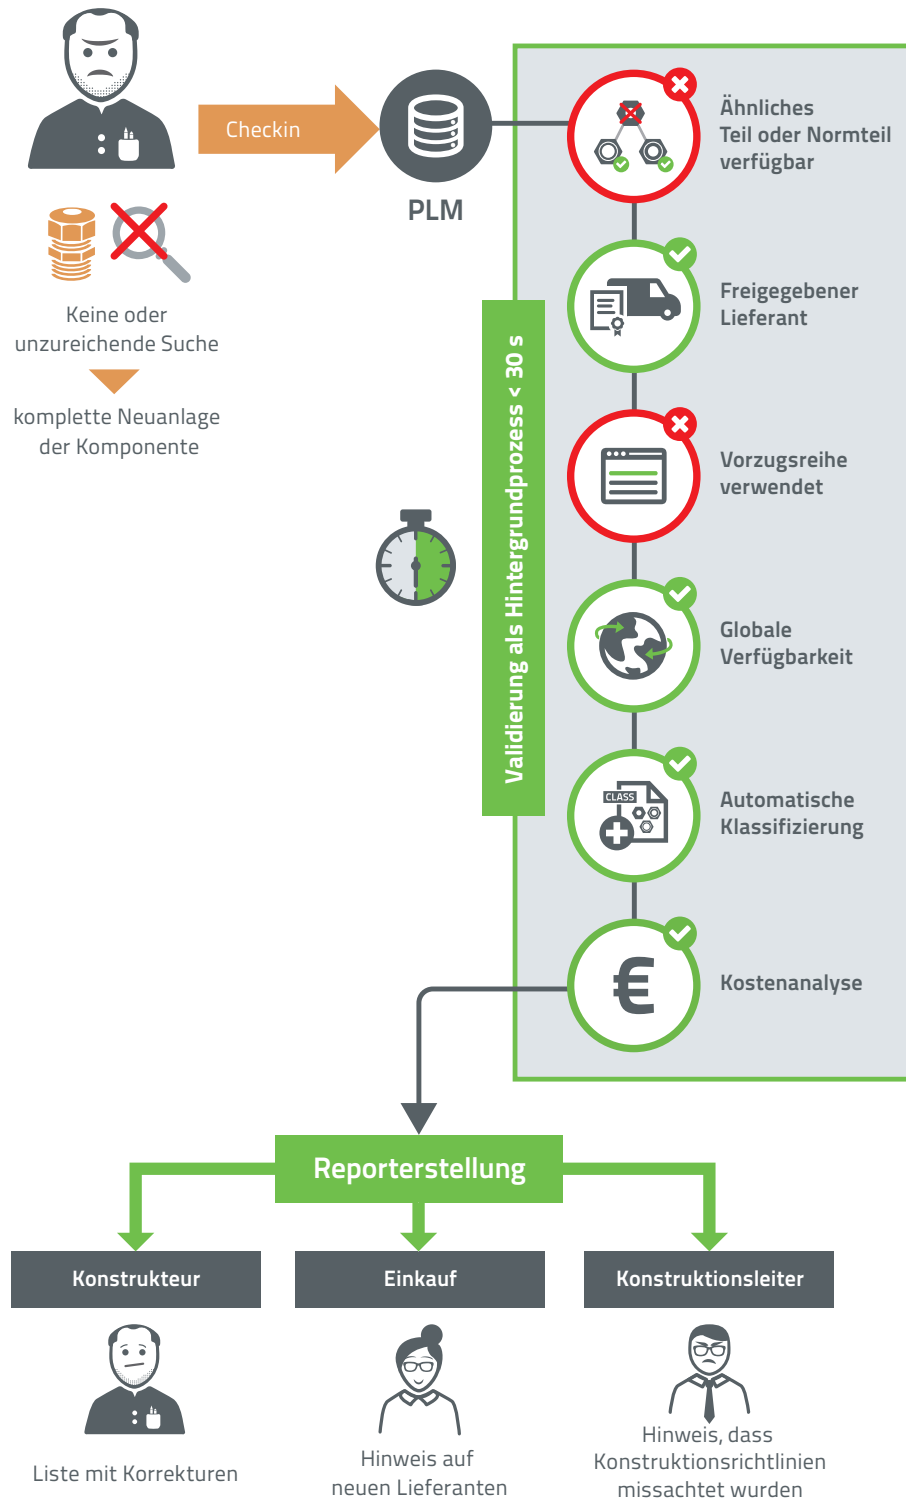 Checkin
PLM
Keine oder
unzureichende Suche
komplette Neuanlage
der Komponente
Validierung als Hintergrundprozess < 30 s
Ähnliches
Teil oder Normteil
verfügbar
Freigegebener
Lieferant
Vorzugsreihe
verwendet
Globale
Verfügbarkeit
CLASS
Automatische
Klassifizierung
€
Kostenanalyse
Reporterstellung
Konstrukteur
Einkauf
Konstruktionsleiter
Liste mit Korrekturen
Hinweis auf
neuen Lieferanten
Hinweis, dass
Konstruktionsrichtlinien
missachtet wurden